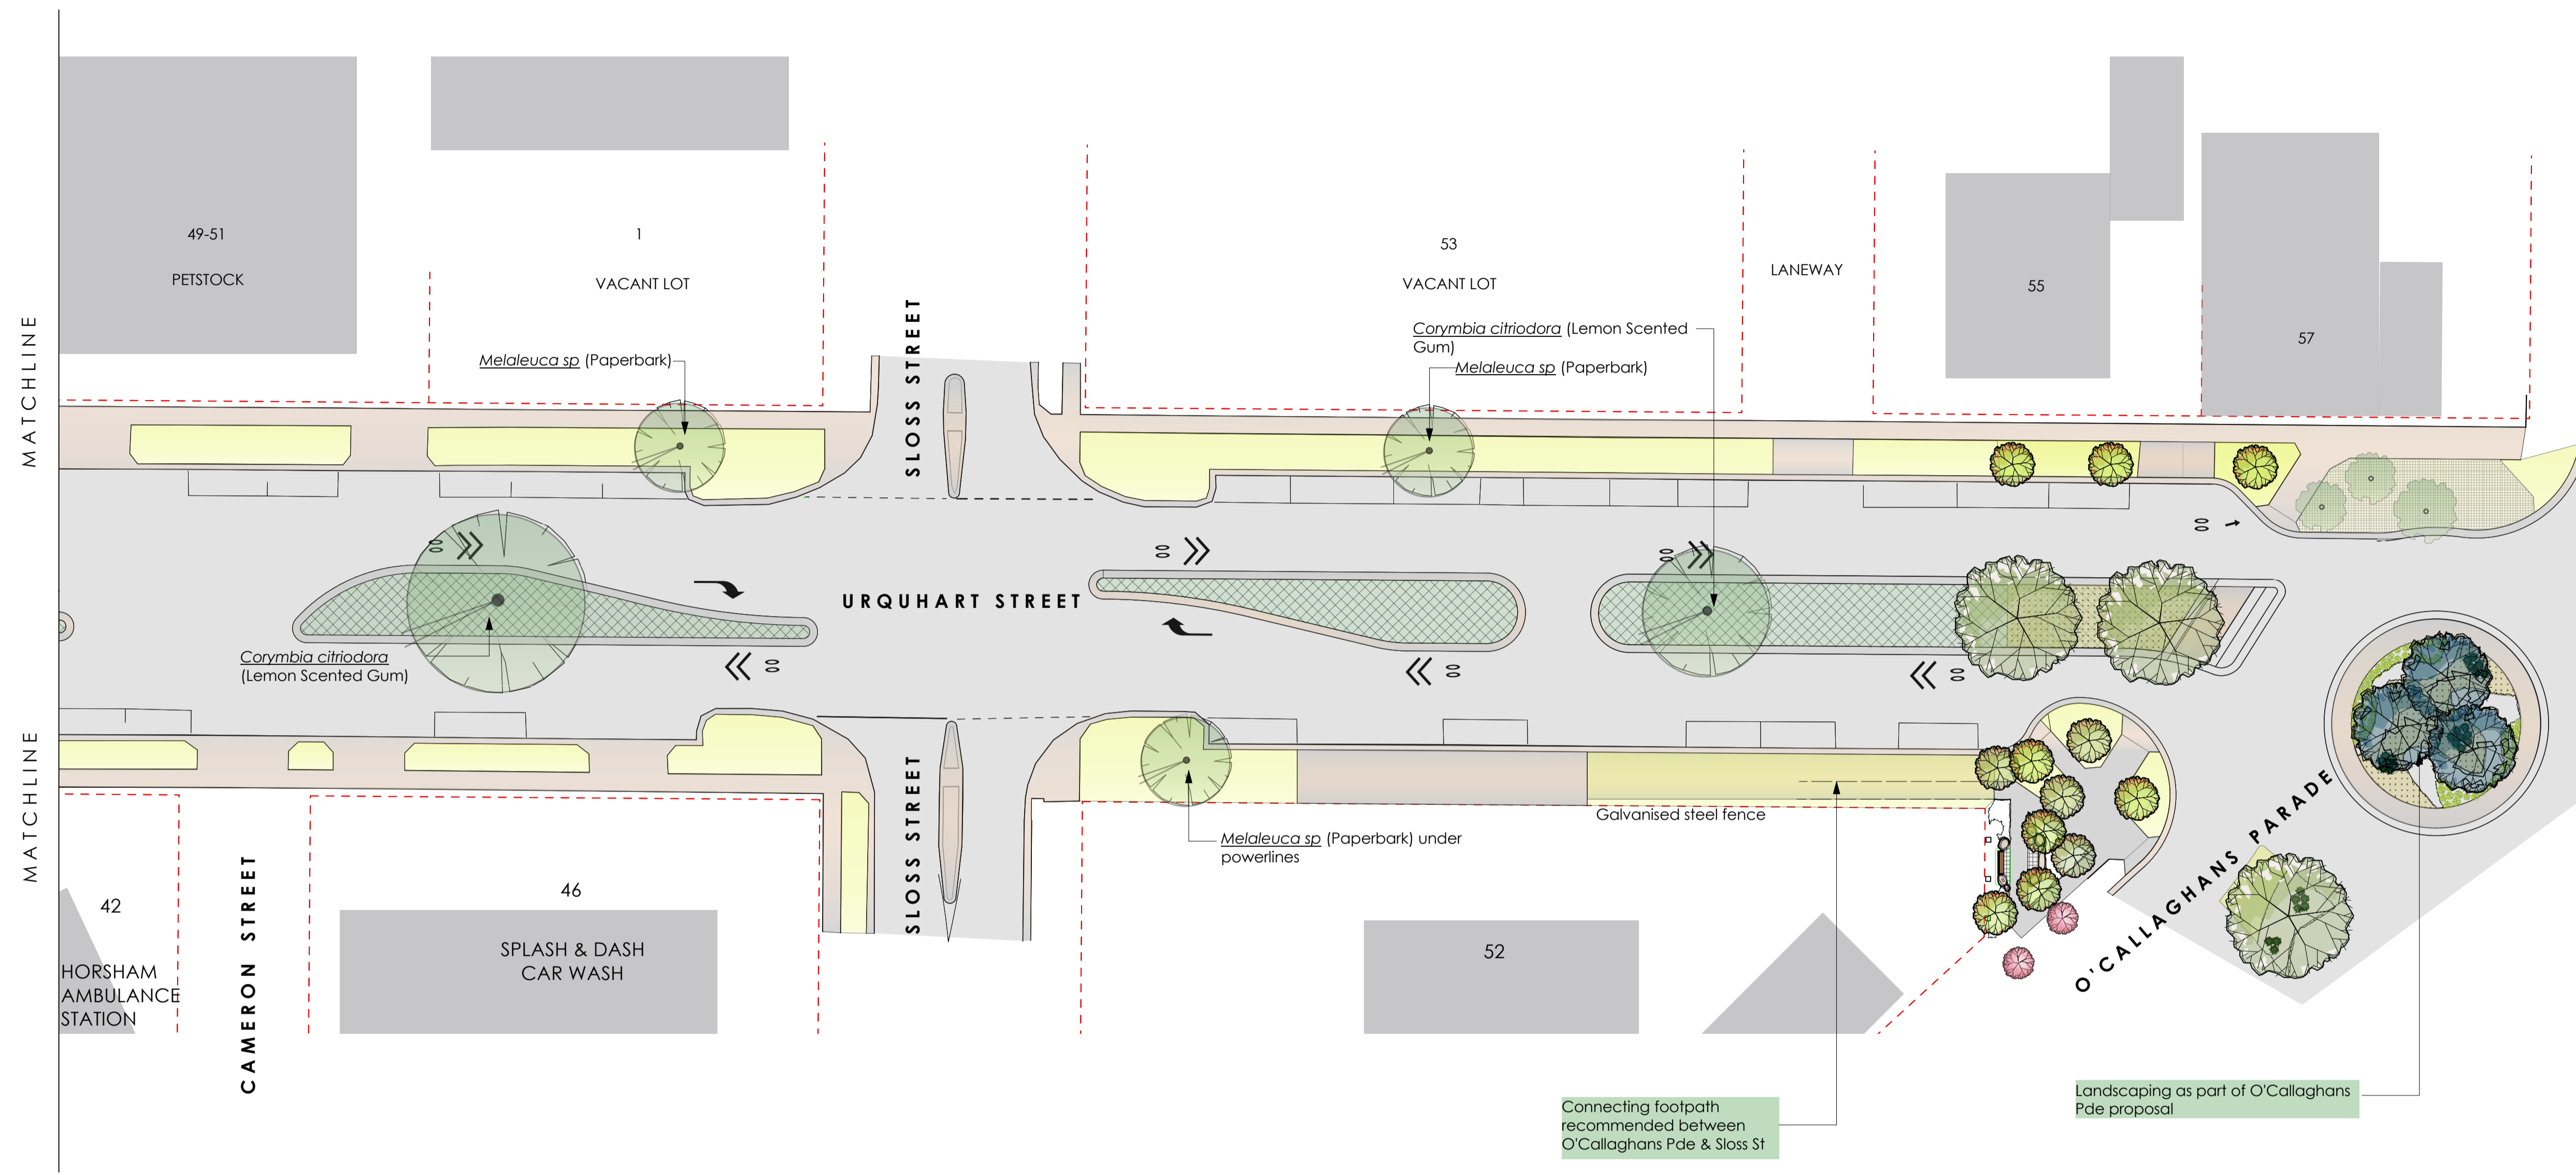 MATCHLINE
49-51
PETSTOCK
1
VACANT LOT
Melaleuca sp (Paperbark)
SLOSS STREET
53
VACANT LOT
Corymbia citriodora (Lemon Scented
Gum)
Melaleuca sp (Paperbark)
LANEWAY
55
57
URQUHART STREET
Corymbia citriodora
(Lemon Scented Gum)
MATCHLINE
42
HORSHAM
AMBULANCE
STATION
CAMERON STREET
46
SPLASH & DASH
CAR WASH
SLOSS STREET
Melaleuca sp (Paperbark) under
powerlines
Galvanised steel fence
52
O'CALLAGHANS PARADE
Connecting footpath
recommended between
O'Callaghans Pde & Sloss St
Landscaping as part of O'Callaghans
Pde proposal